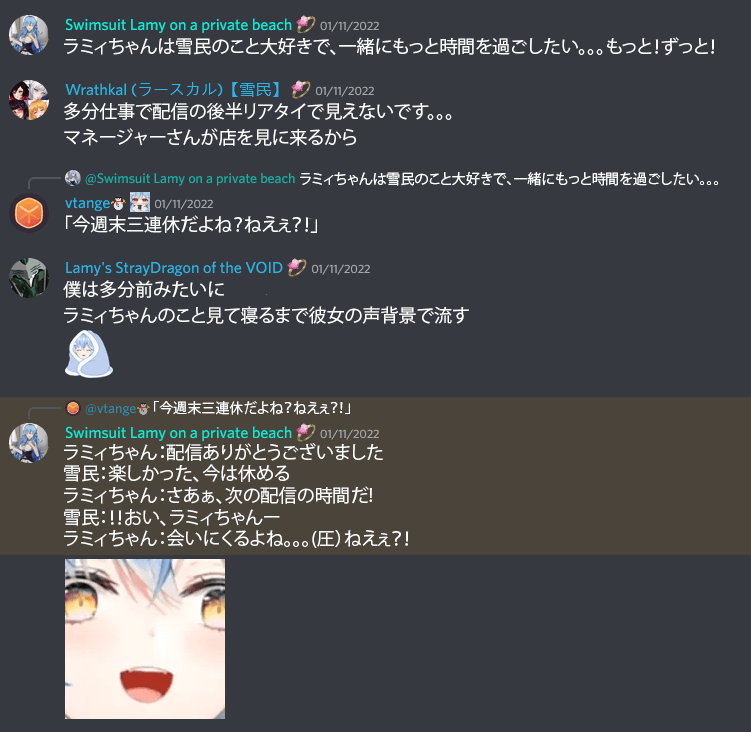 Swimsuit Lamy on a private beach 01/11/2022
ラミィちゃんは雪民のこと大好きで、一緒にもっと時間を過ごしたい。。。もっと！ずっと！
Wrathkal (ラースカル)【雪民】 01/11/2022
多分仕事で配信の後半リアタイで見えないです。。。
マネージャーさんが店を見に来るから
@Swimsuit Lamy on a private beach ラミィちゃんは雪民のこと大好きで、一緒にもっと時間を過ごしたい。。。
vtange 01/11/2022
「今週末三連休だよね？ねえぇ？！」
Lamy's StrayDragon of the VOID 01/11/2022
僕は多分前みたいに
ラミィちゃんのこと見て寝るまで彼女の声背景で流す
@vtange 「今週末三連休だよね？ねえぇ？！」
Swimsuit Lamy on a private beach 01/11/2022
ラミィちゃん：配信ありがとうございました
雪民：楽しかった、今は休める
ラミィちゃん：さあぁ、次の配信の時間だ！
雪民：！！おい、ラミィちゃんー
ラミィちゃん：会いにくるよね。。。(圧）ねえぇ？！